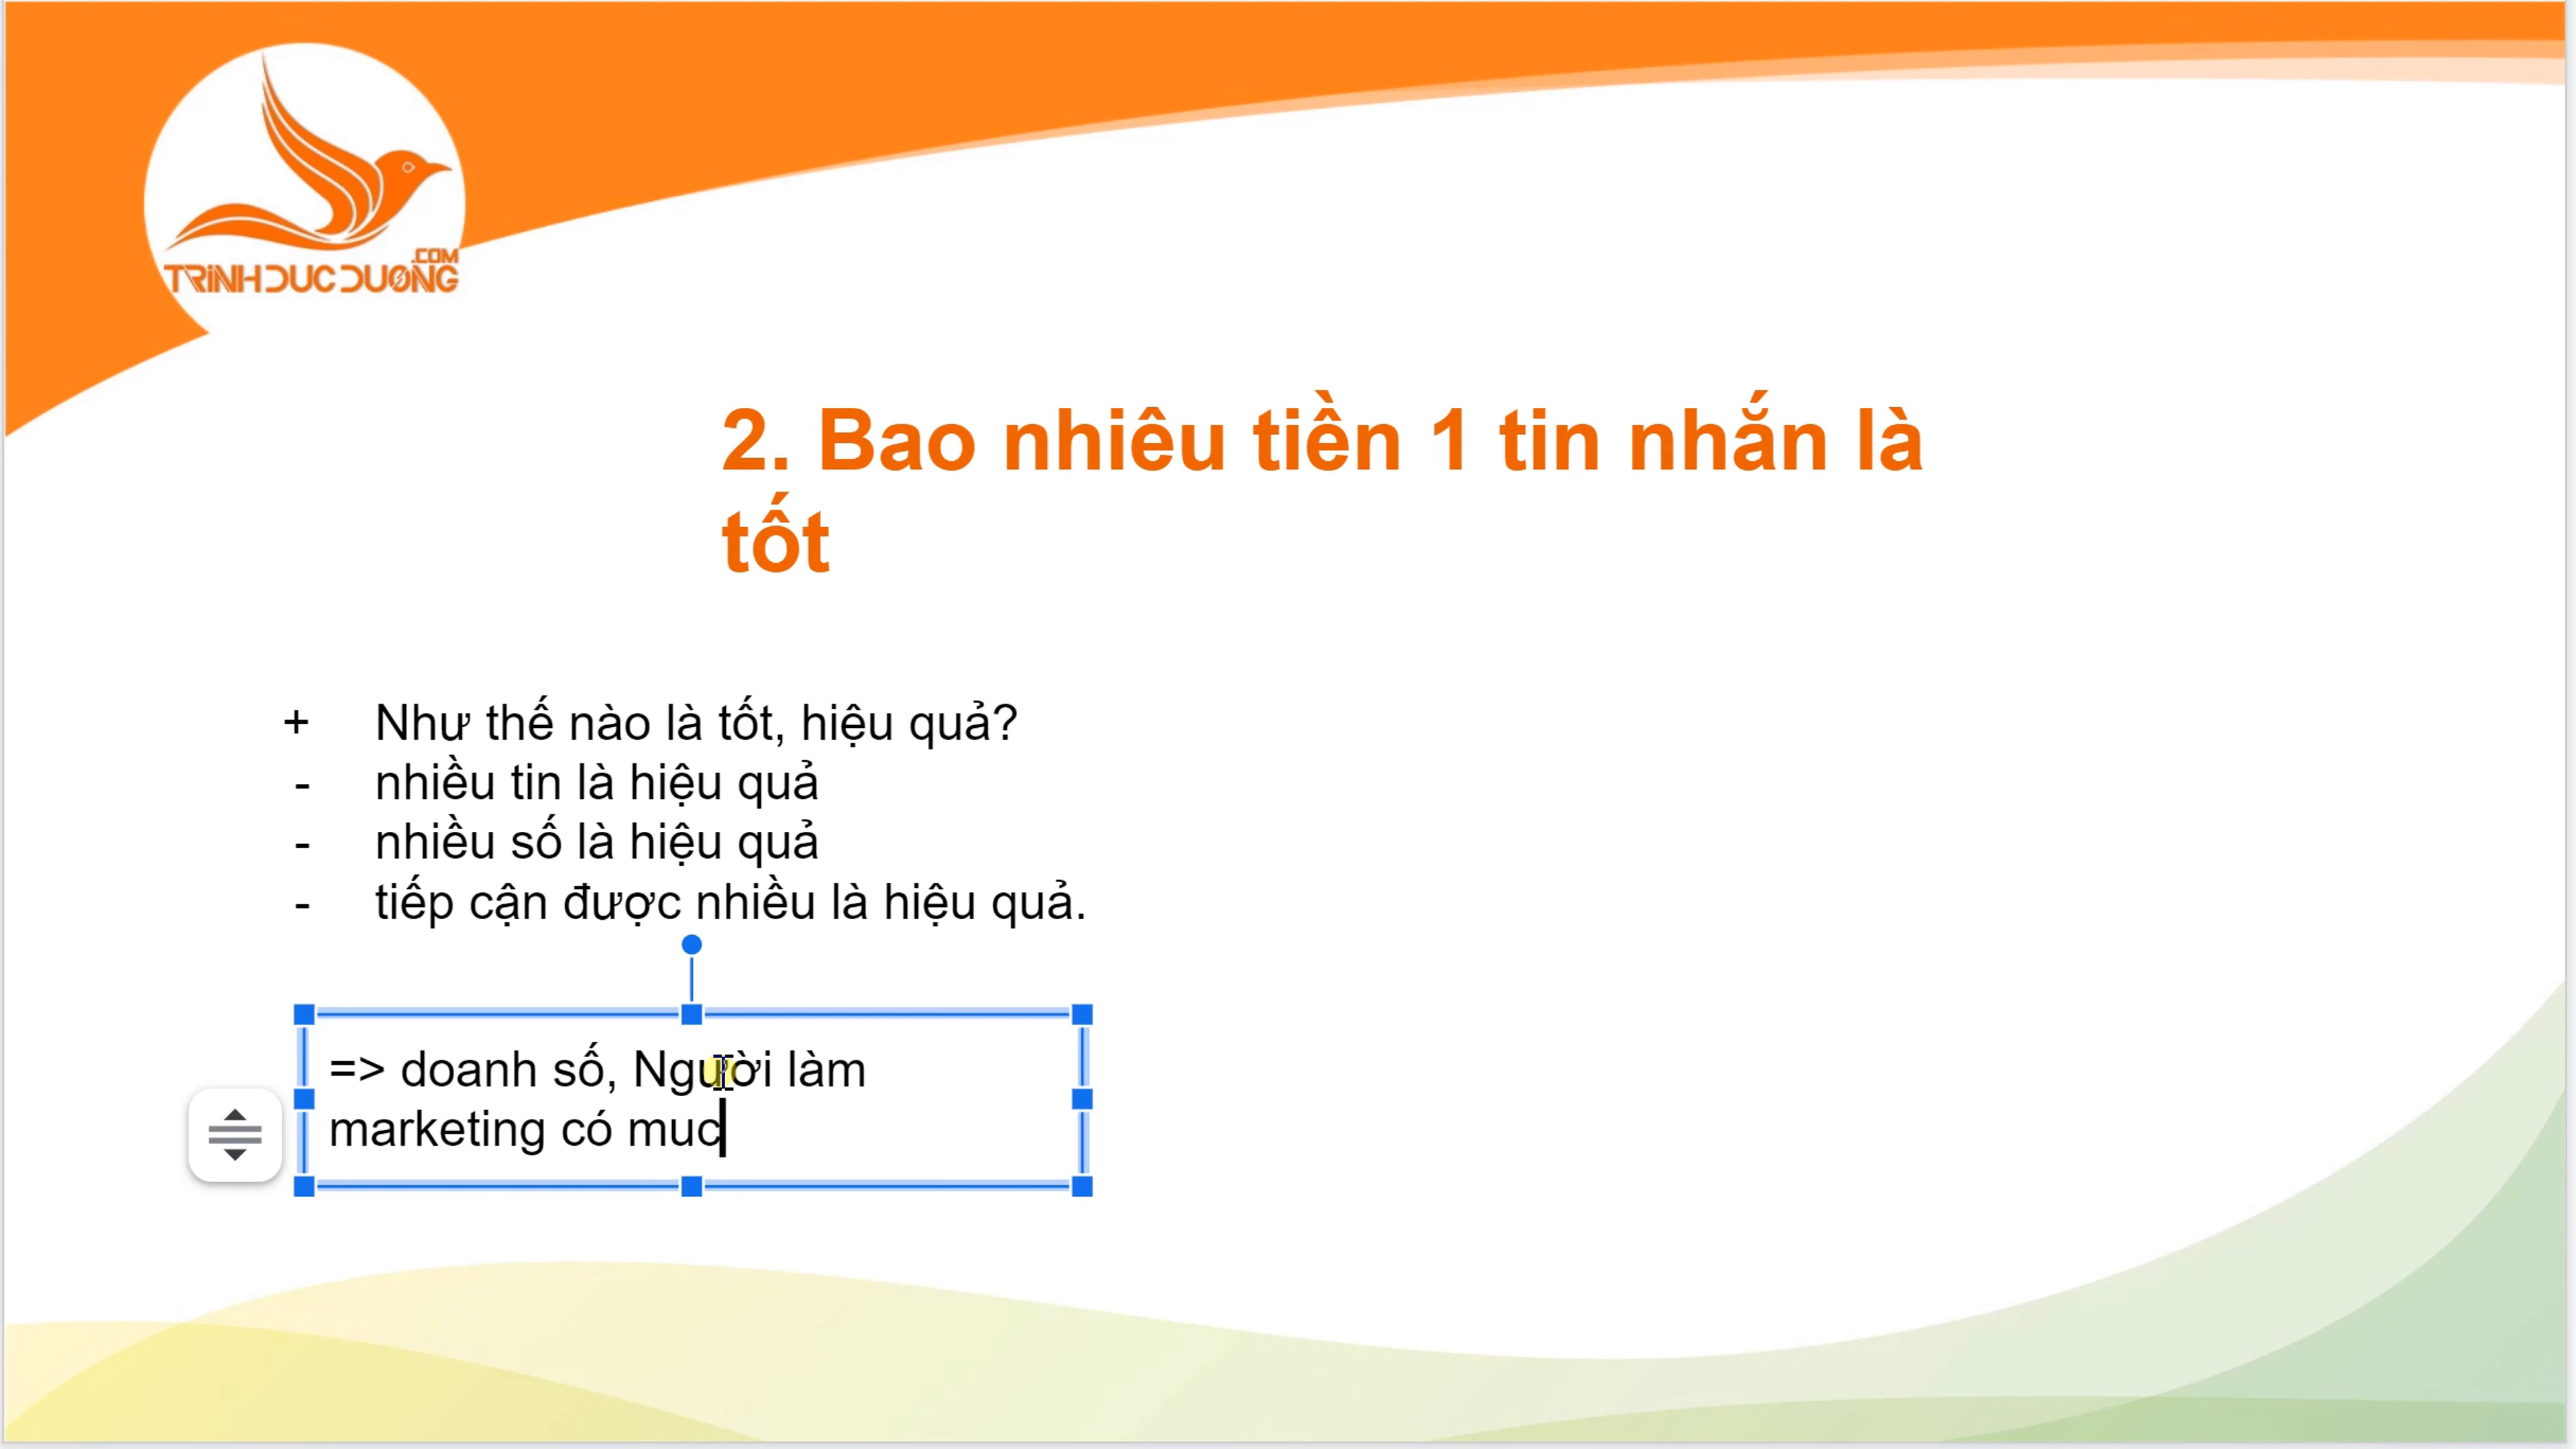 .COM
TRINHDUCDUONG
2. Bao nhiêu tiền 1 tin nhắn là
tốt
+ Như thế nào là tốt, hiệu quả?
- nhiều tin là hiệu quả
- nhiều số là hiệu quả
- tiếp cận được nhiều là hiệu quả.
=> doanh số, Người làm
marketing có muc